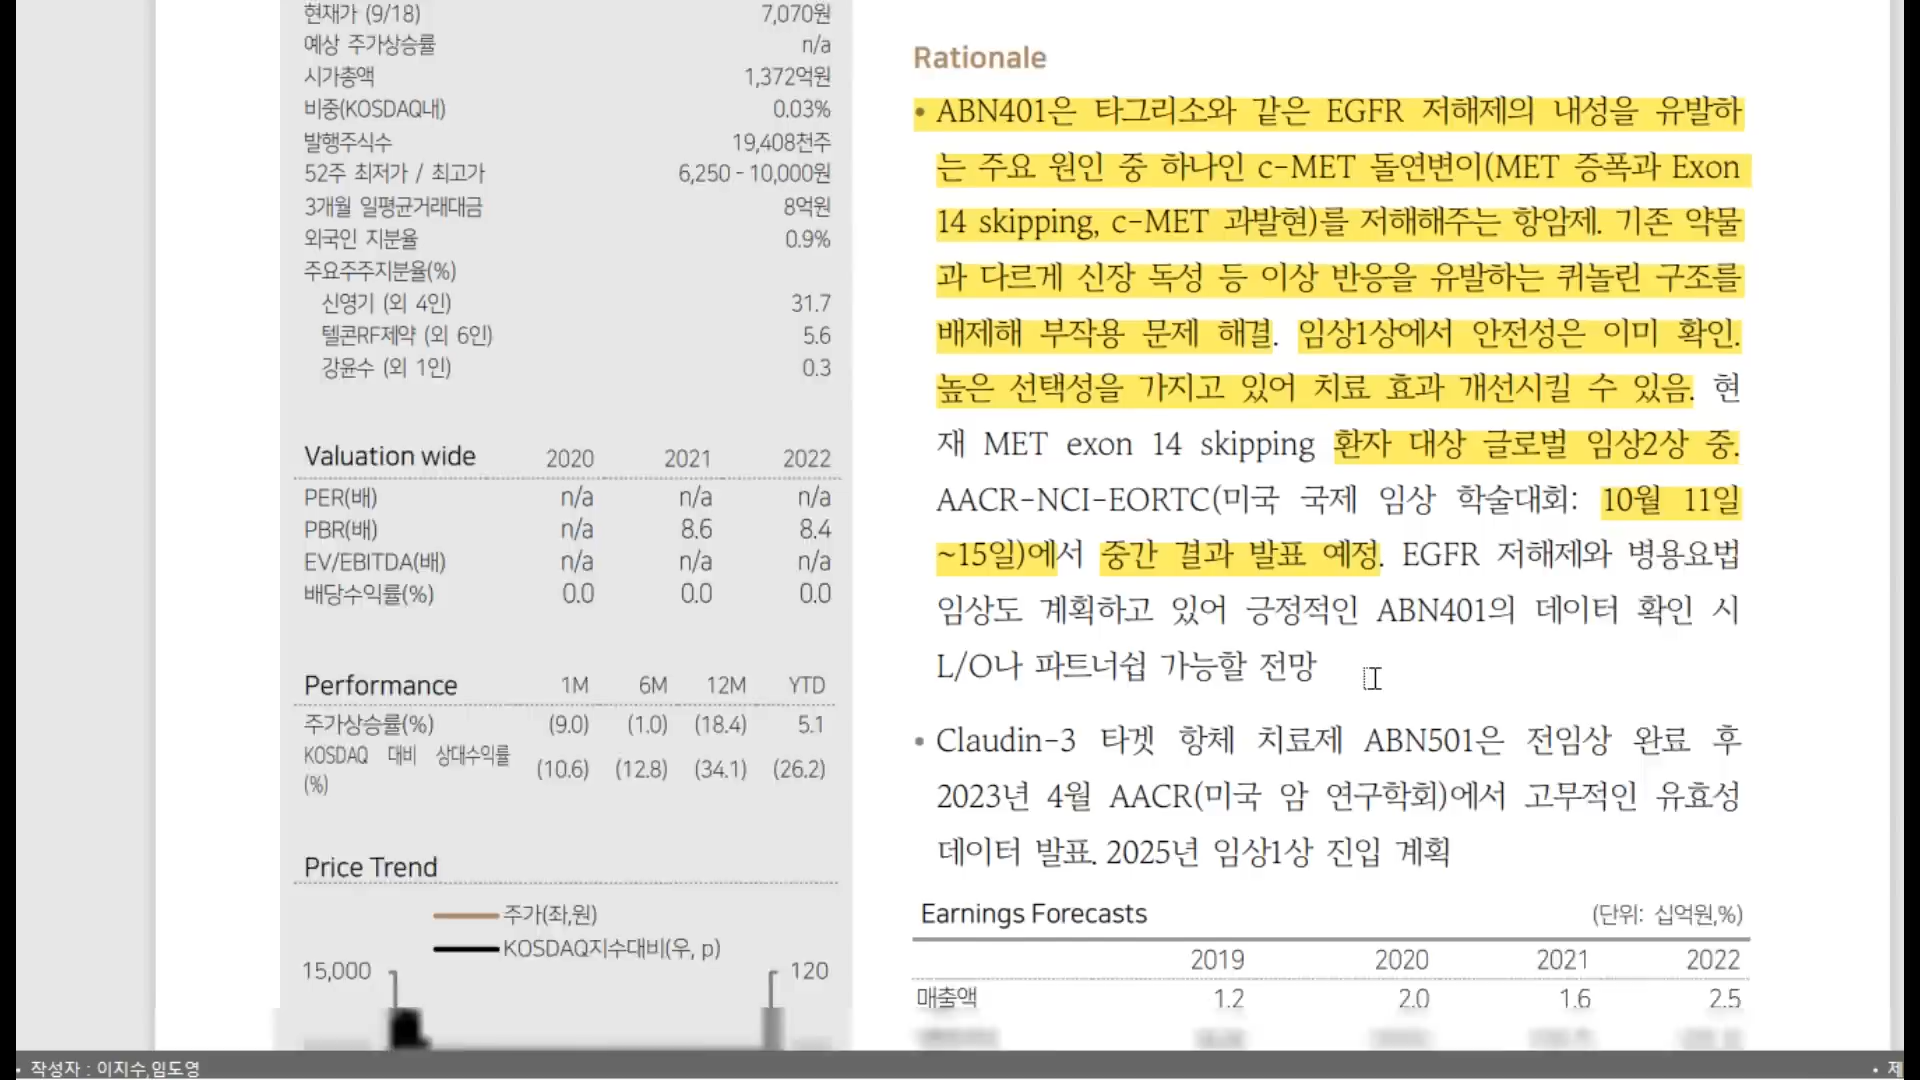 현재가 (9/18) 7,070원
예상 주가상승률 n/a
시가총액 1,372억원
비중(KOSDAQ내) 0.03%
발행주식수 19,408천주
52주 최저가 / 최고가 6,250 - 10,000원
3개월 일평균거래대금 8억원
외국인 지분율 0.9%
주요주주지분율(%)
신영기 (외 4인) 31.7
텔콘RF제약 (외 6인) 5.6
강윤수 (외 1인) 0.3
Valuation wide 2020 2021 2022
PER(배) n/a n/a n/a
PBR(배) n/a 8.6 8.4
EV/EBITDA(배) n/a n/a n/a
배당수익률(%) 0.0 0.0 0.0
Performance 1M 6M 12M YTD
주가상승률(%) (9.0) (1.0) (18.4) 5.1
KOSDAQ 대비 상대수익률
(%) (10.6) (12.8) (34.1) (26.2)
Price Trend
주가(좌,원)
KOSDAQ지수대비(우, p)
15,000 120
Rationale
• ABN401은 타그리소와 같은 EGFR 저해제의 내성을 유발하
는 주요 원인 중 하나인 c-MET 돌연변이(MET 증폭과 Exon
14 skipping, c-MET 과발현)를 저해해주는 항암제. 기존 약물
과 다르게 신장 독성 등 이상 반응을 유발하는 퀴놀린 구조를
배제해 부작용 문제 해결. 임상1상에서 안전성은 이미 확인.
높은 선택성을 가지고 있어 치료 효과 개선시킬 수 있음. 현
재 MET exon 14 skipping 환자 대상 글로벌 임상2상 중.
AACR-NCI-EORTC(미국 국제 임상 학술대회: 10월 11일
~15일)에서 중간 결과 발표 예정. EGFR 저해제와 병용요법
임상도 계획하고 있어 긍정적인 ABN401의 데이터 확인 시
L/O나 파트너쉽 가능할 전망
• Claudin-3 타겟 항체 치료제 ABN501은 전임상 완료 후
2023년 4월 AACR(미국 암 연구학회)에서 고무적인 유효성
데이터 발표. 2025년 임상1상 진입 계획
Earnings Forecasts (단위: 십억원,%)
2019 2020 2021 2022
매출액 1.2 2.0 1.6 2.5
• 작성자 : 이지수,임도영
• 제